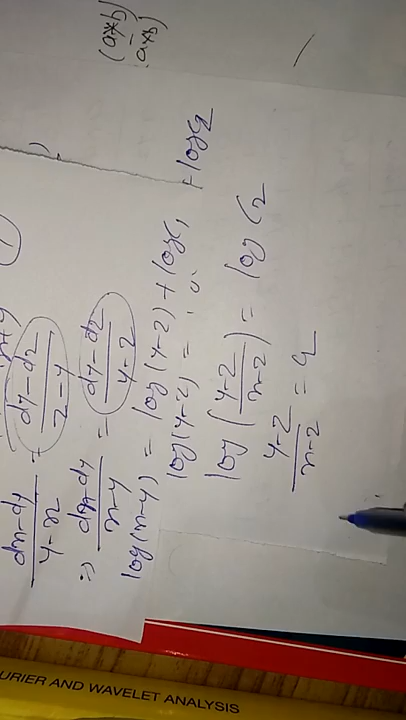 (a*b)
a*b
1
x+y
dx-dy / y-x = dy-dz / z-y
=> dx-dy / x-y = dy-dz / y-z
log(x-y) = log(y-z) + log c1
log(y-z) = + log c2
log ( y-z / x-z ) = log c2
y-z / x-z = c2
URIER AND WAVELET ANALYSIS